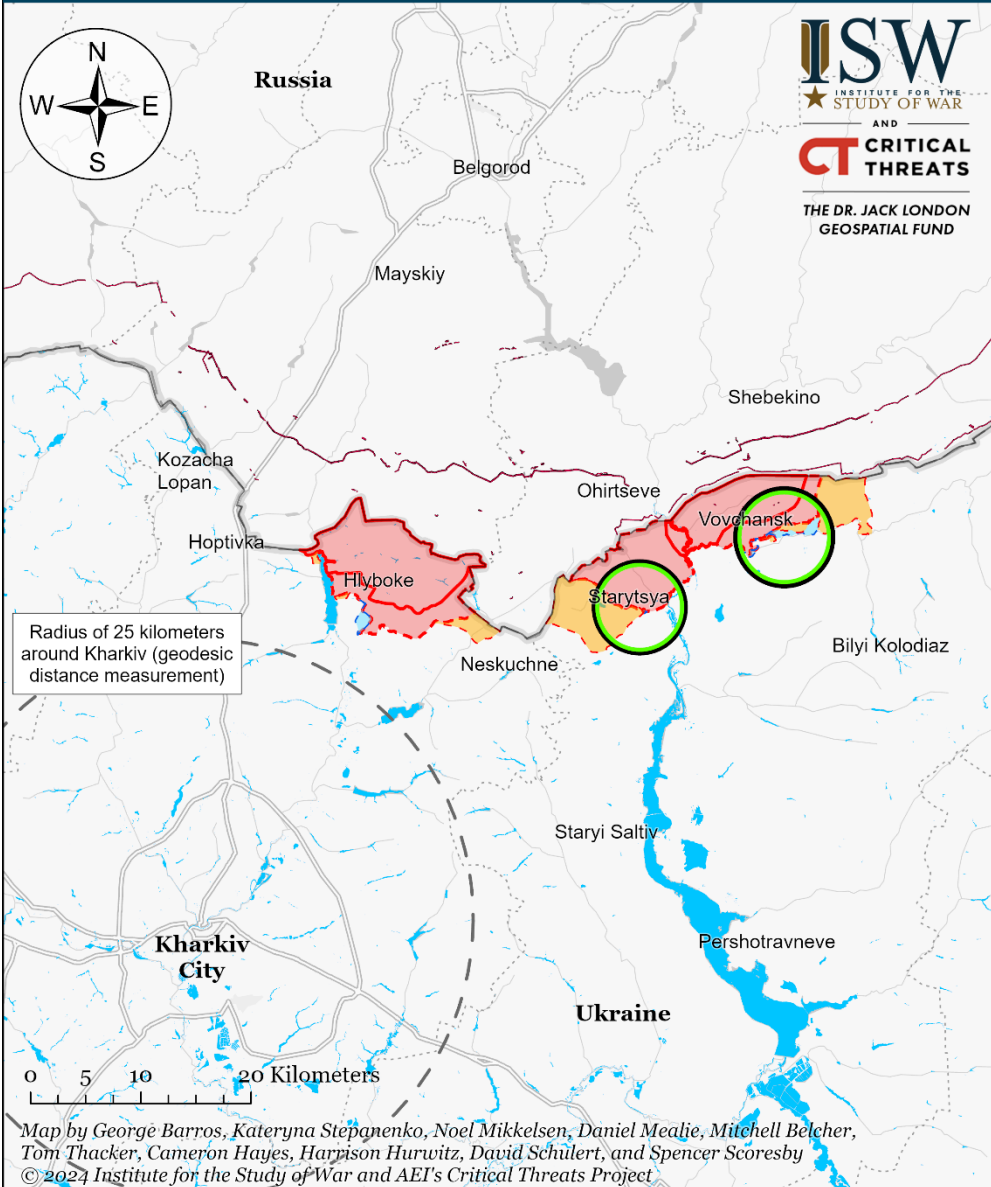 N
W
E
S
Russia
ISW
INSTITUTE FOR THE
STUDY OF WAR
AND
CT CRITICAL
THREATS
THE DR. JACK LONDON
GEOSPATIAL FUND
Belgorod
Mayskiy
Shebekino
Kozacha
Lopan
Ohirtseve
Vovchansk
Hoptivka
Hlyboke
Starytsya
Radius of 25 kilometers
around Kharkiv (geodesic
distance measurement)
Neskuchne
Bilyi Kolodiaz
Staryi Saltiv
Kharkiv
City
Pershotravneve
Ukraine
0 5 10 20 Kilometers
Map by George Barros, Kateryna Stepanenko, Noel Mikkelsen, Daniel Mealie, Mitchell Belcher,
Tom Thacker, Cameron Hayes, Harrison Hurwitz, David Schulert, and Spencer Scoresby
© 2024 Institute for the Study of War and AEI's Critical Threats Project